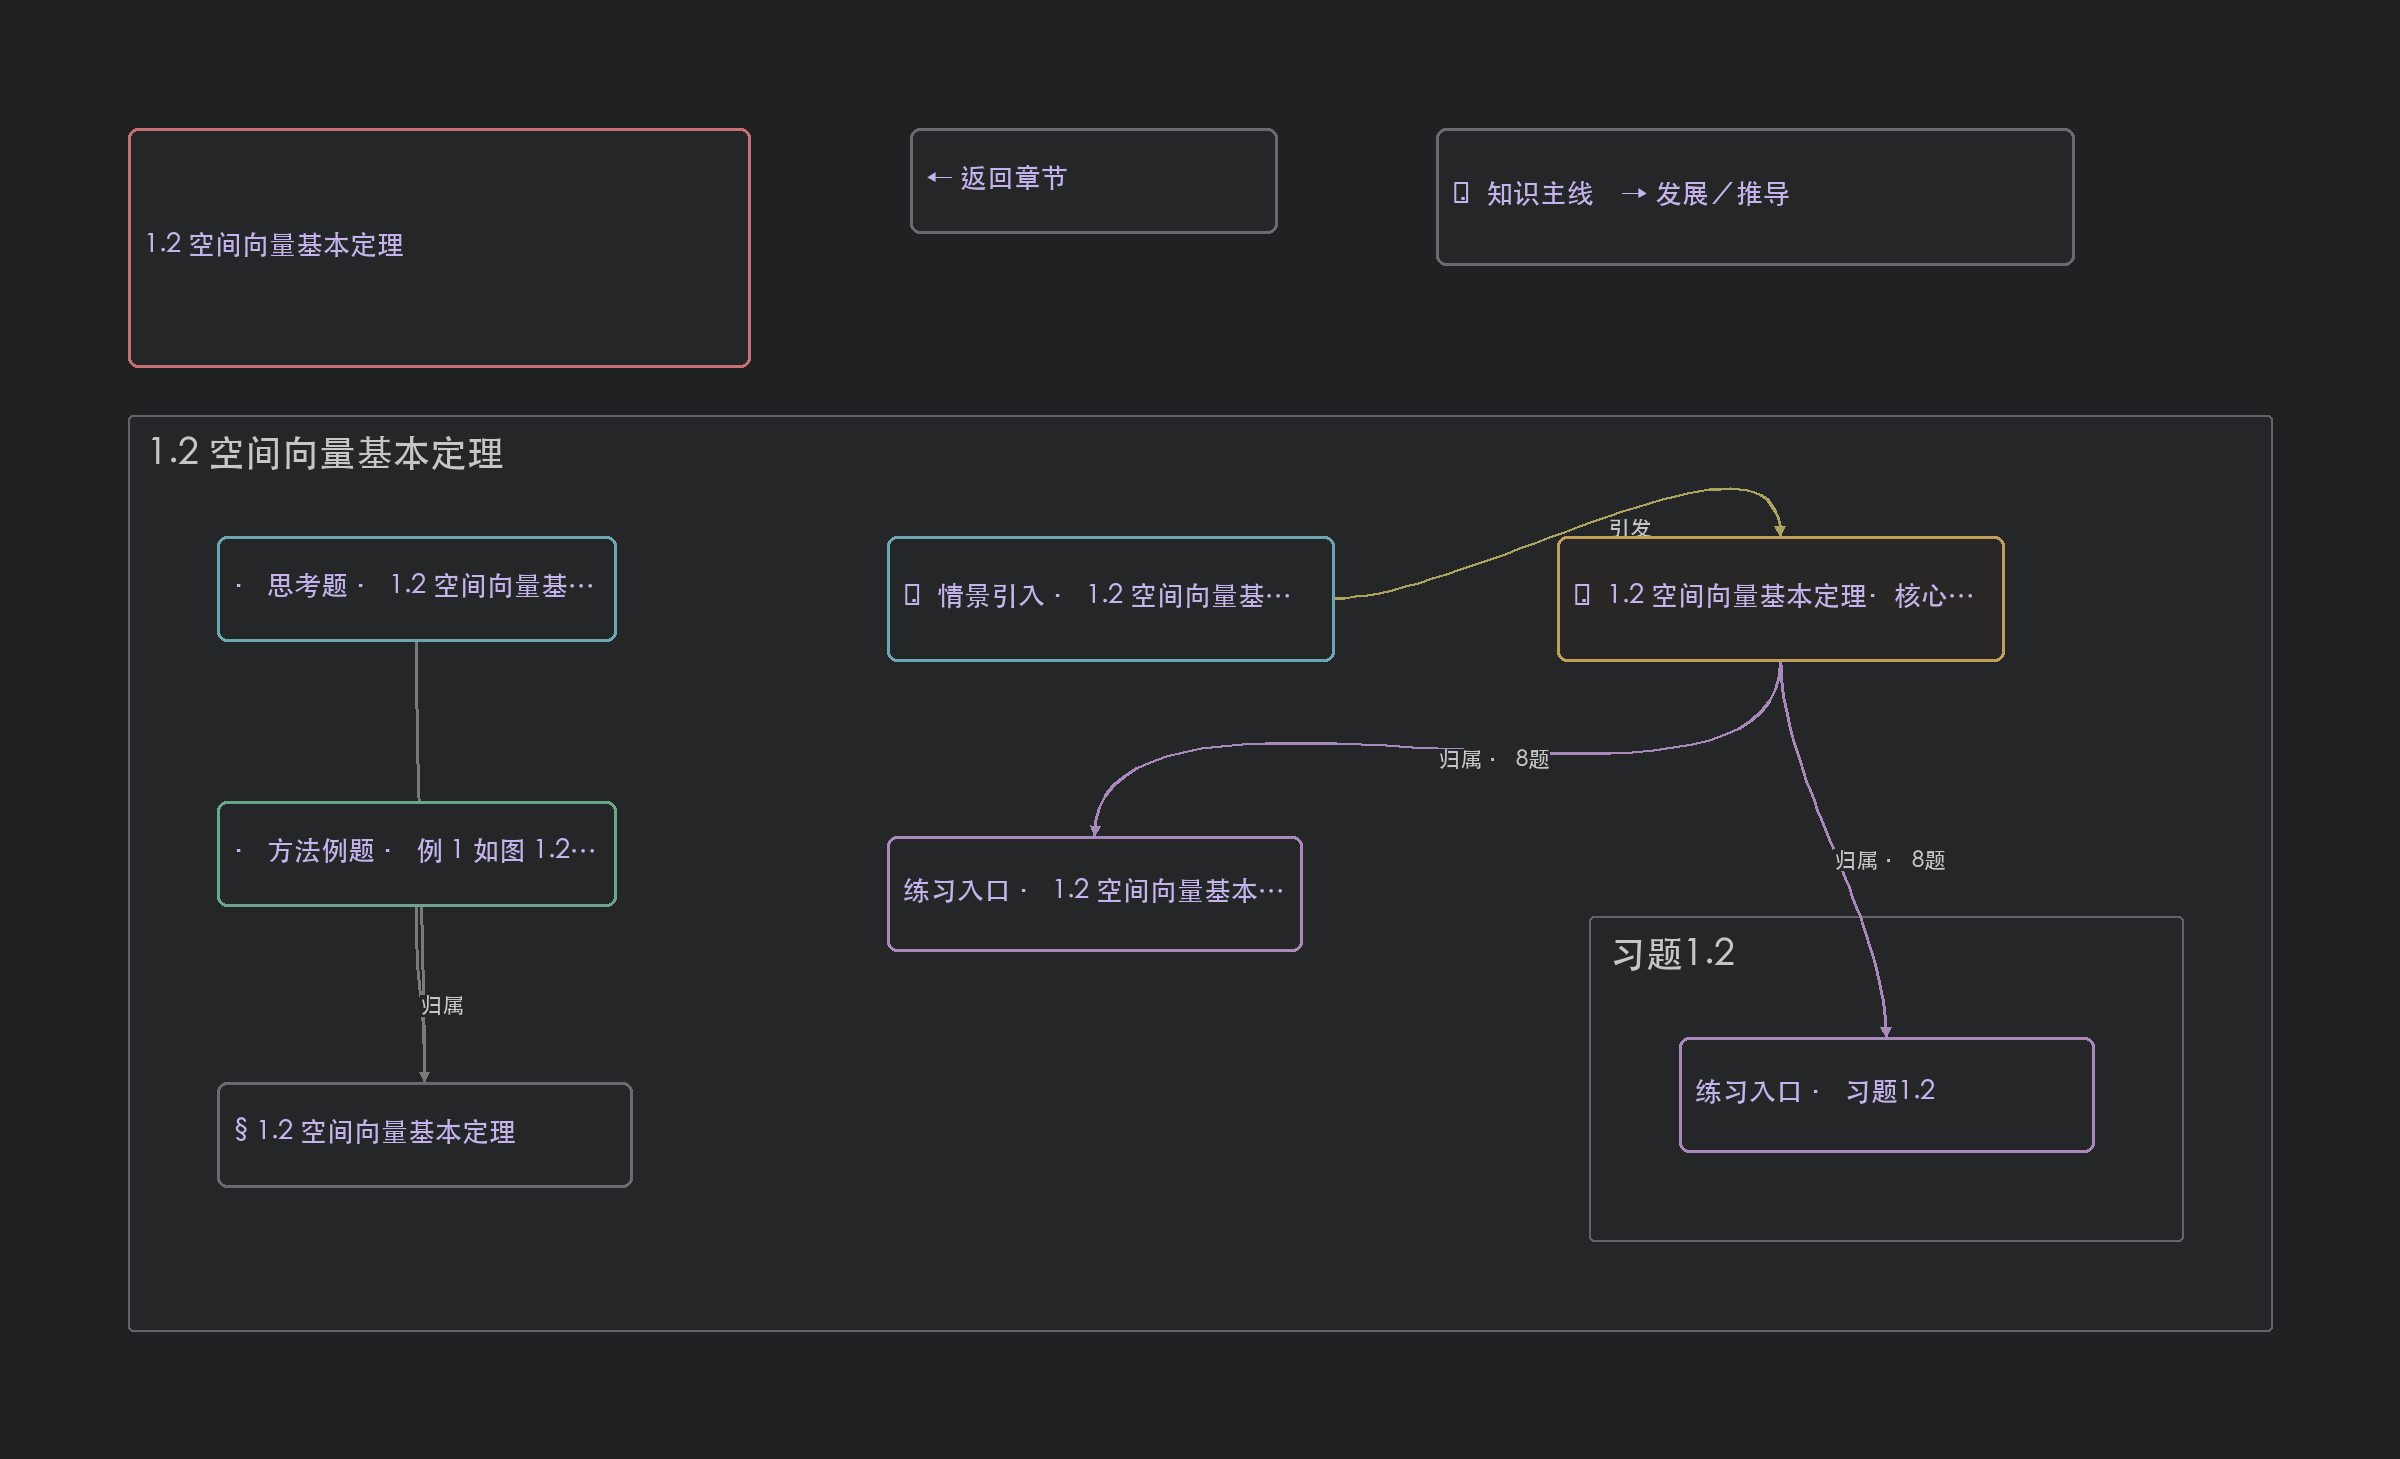 1.2 空间向量基本定理
← 返回章节
知识主线 → 发展／推导
1.2 空间向量基本定理
引发
· 思考题 · 1.2 空间向量基…
情景引入 · 1.2 空间向量基…
1.2 空间向量基本定理· 核心…
归属 · 8题
· 方法例题 · 例 1 如图 1.2…
归属 · 8题
练习入口 · 1.2 空间向量基本…
习题1.2
归属
练习入口 · 习题1.2
§ 1.2 空间向量基本定理